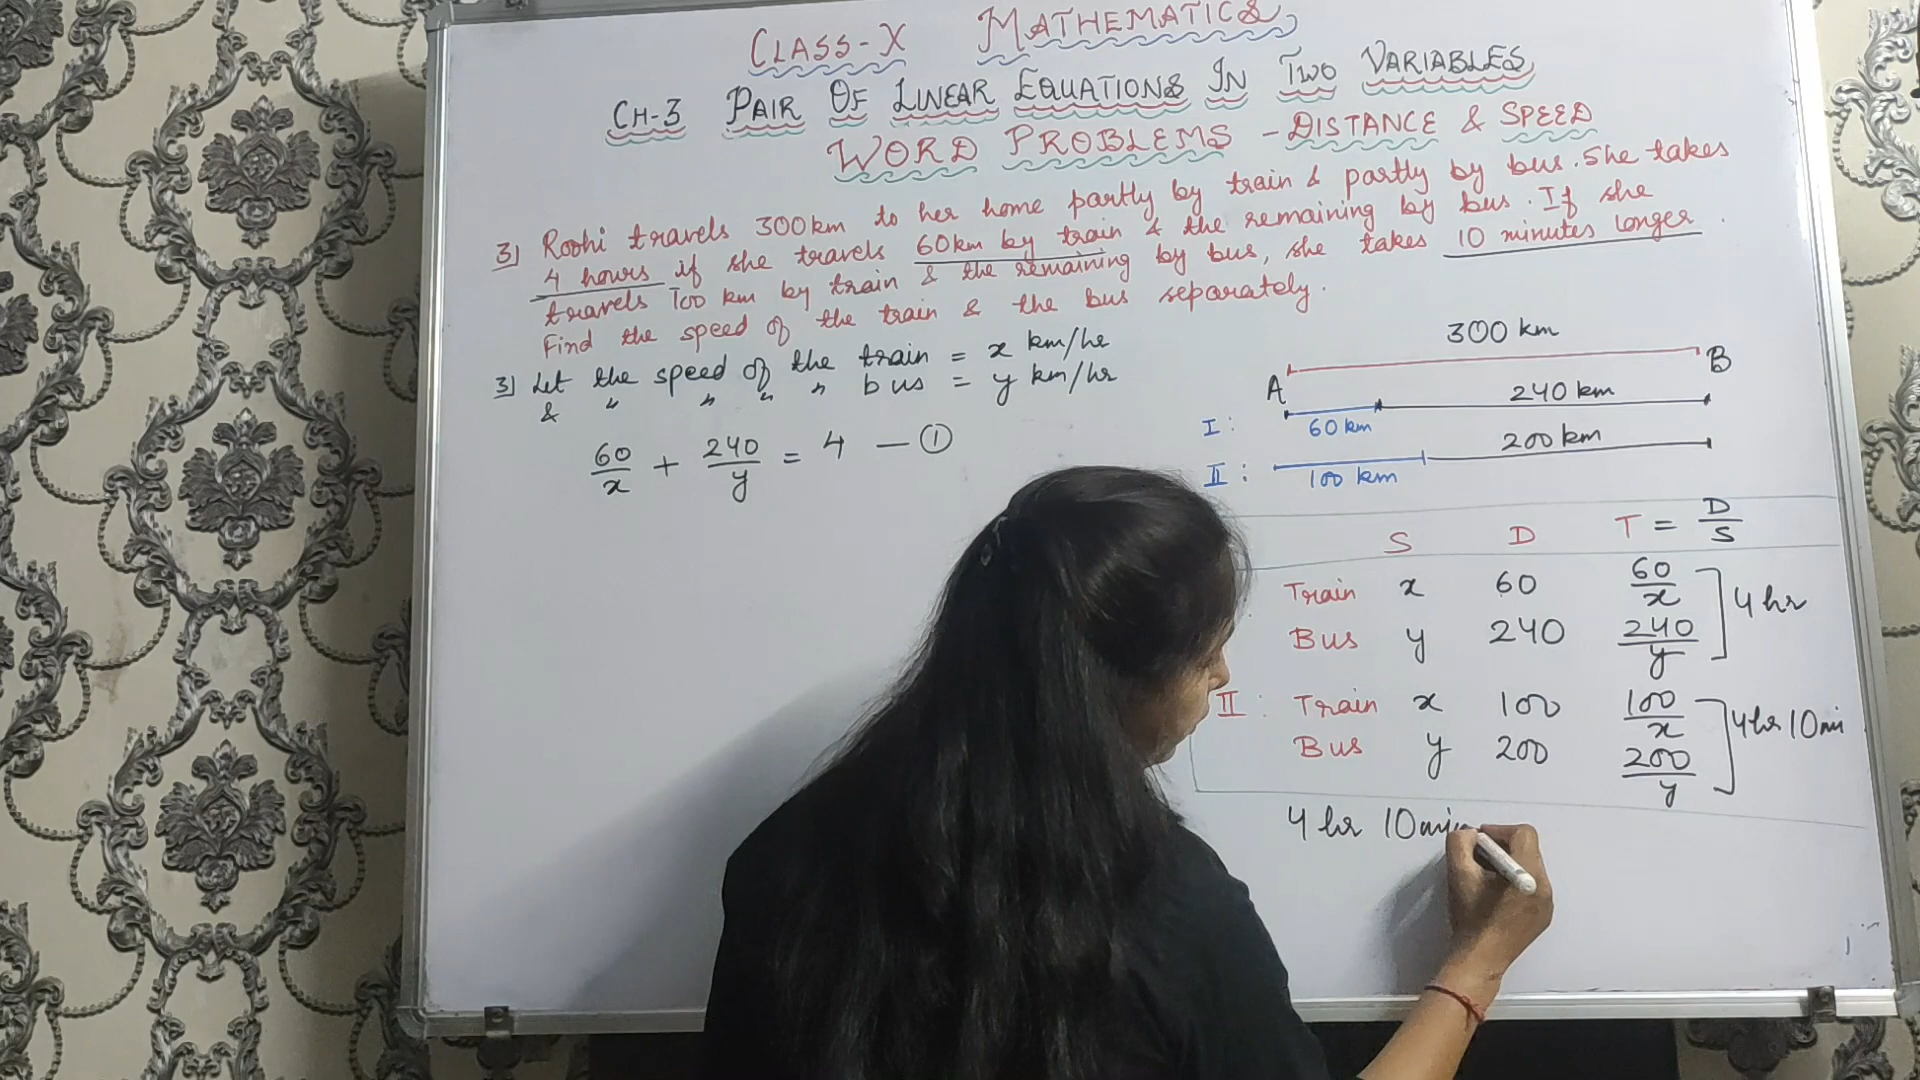 CLASS-X MATHEMATICS
CH-3 PAIR OF LINEAR EQUATIONS IN TWO VARIABLES
WORD PROBLEMS - DISTANCE & SPEED
3] Roohi travels 300km to her home partly by train & partly by bus. She takes
4 hours if she travels 60km by train & the remaining by bus. If she
travels 100 km by train & the remaining by bus, she takes 10 minutes longer.
Find the speed of the train & the bus separately.
3] Let the speed of the train = x km/hr
& " " " " bus = y km/hr
60/x + 240/y = 4 — ①
300 km
A B
I: 60 km 240 km
II: 100 km 200 km
S D T = D/S
Train x 60 60/x ] 4 hr
Bus y 240 240/y
II: Train x 100 100/x ] 4hr 10min
Bus y 200 200/y
4 hr 10min